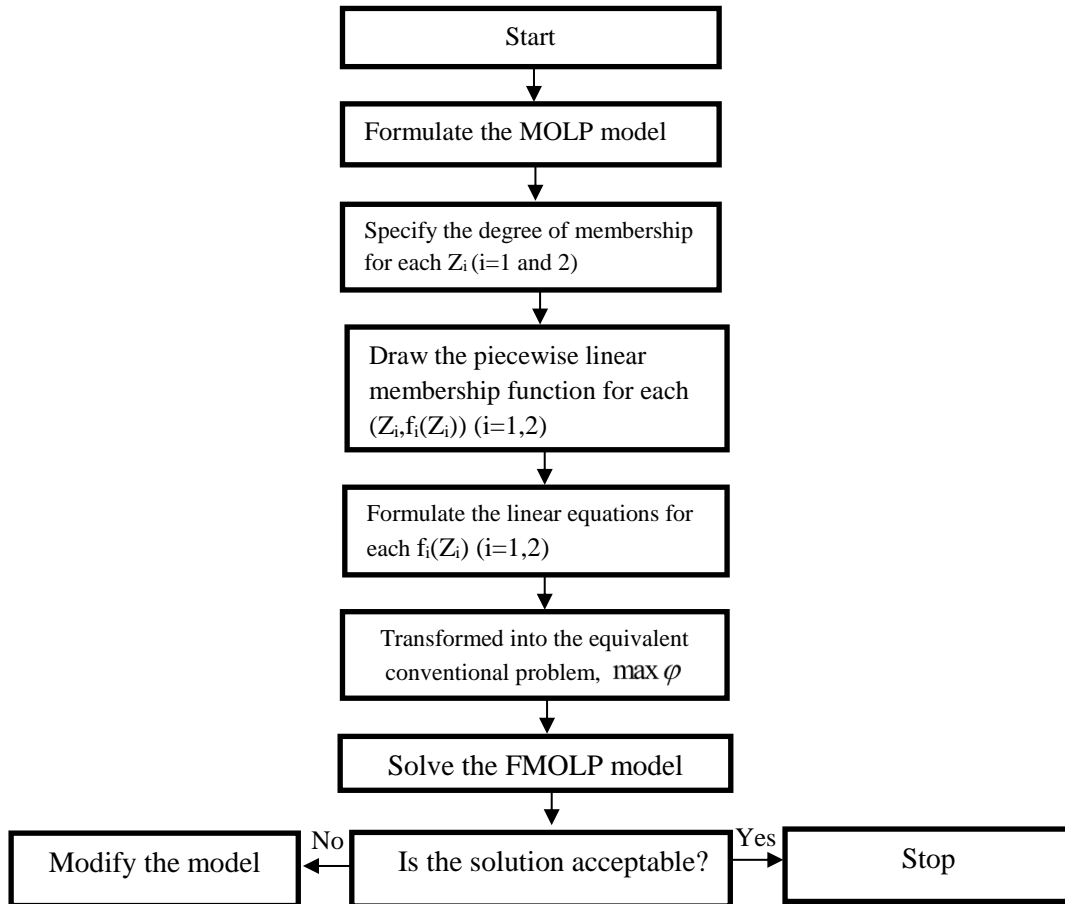 Start
Formulate the MOLP model
Specify the degree of membership
for each Zᵢ (i=1 and 2)
Draw the piecewise linear
membership function for each
(Zᵢ,fᵢ(Zᵢ)) (i=1,2)
Formulate the linear equations for
each fᵢ(Zᵢ) (i=1,2)
Transformed into the equivalent
conventional problem, max φ
Solve the FMOLP model
No
Yes
Modify the model
Is the solution acceptable?
Stop